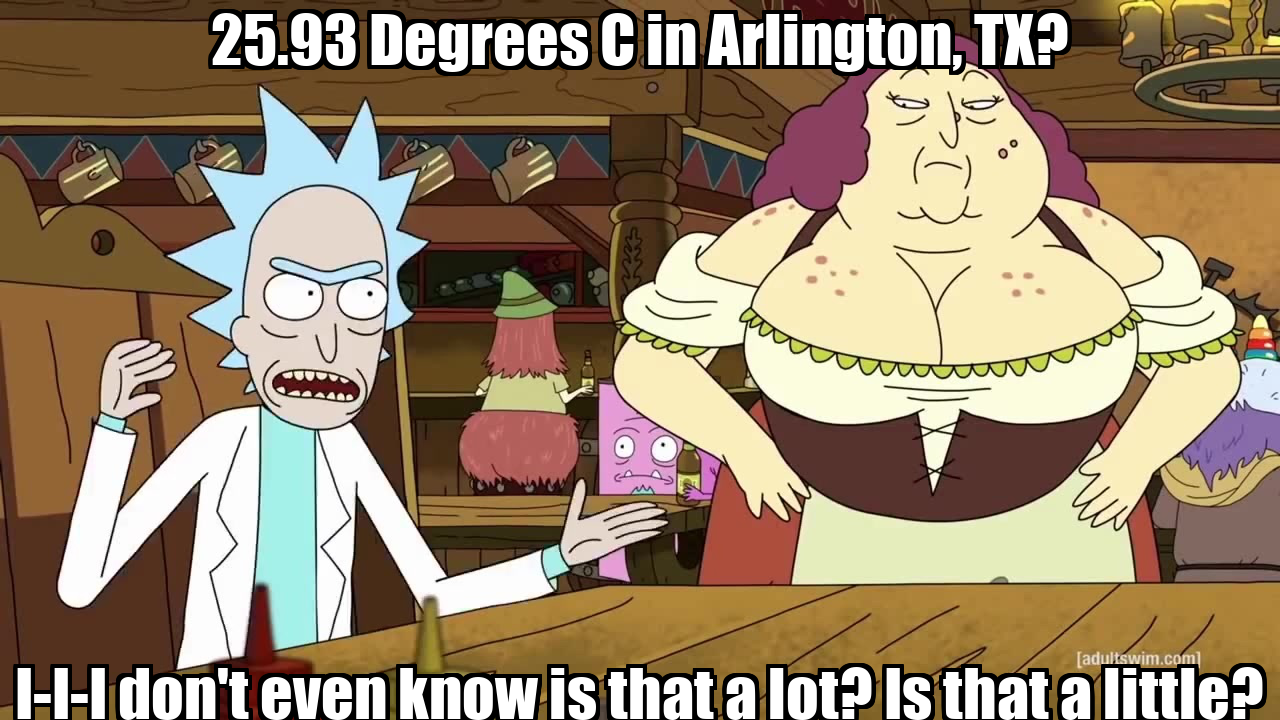 25.93 Degrees C in Arlington, TX?
[adultswim.com]
I-I-I don't even know is that a lot? Is that a little?